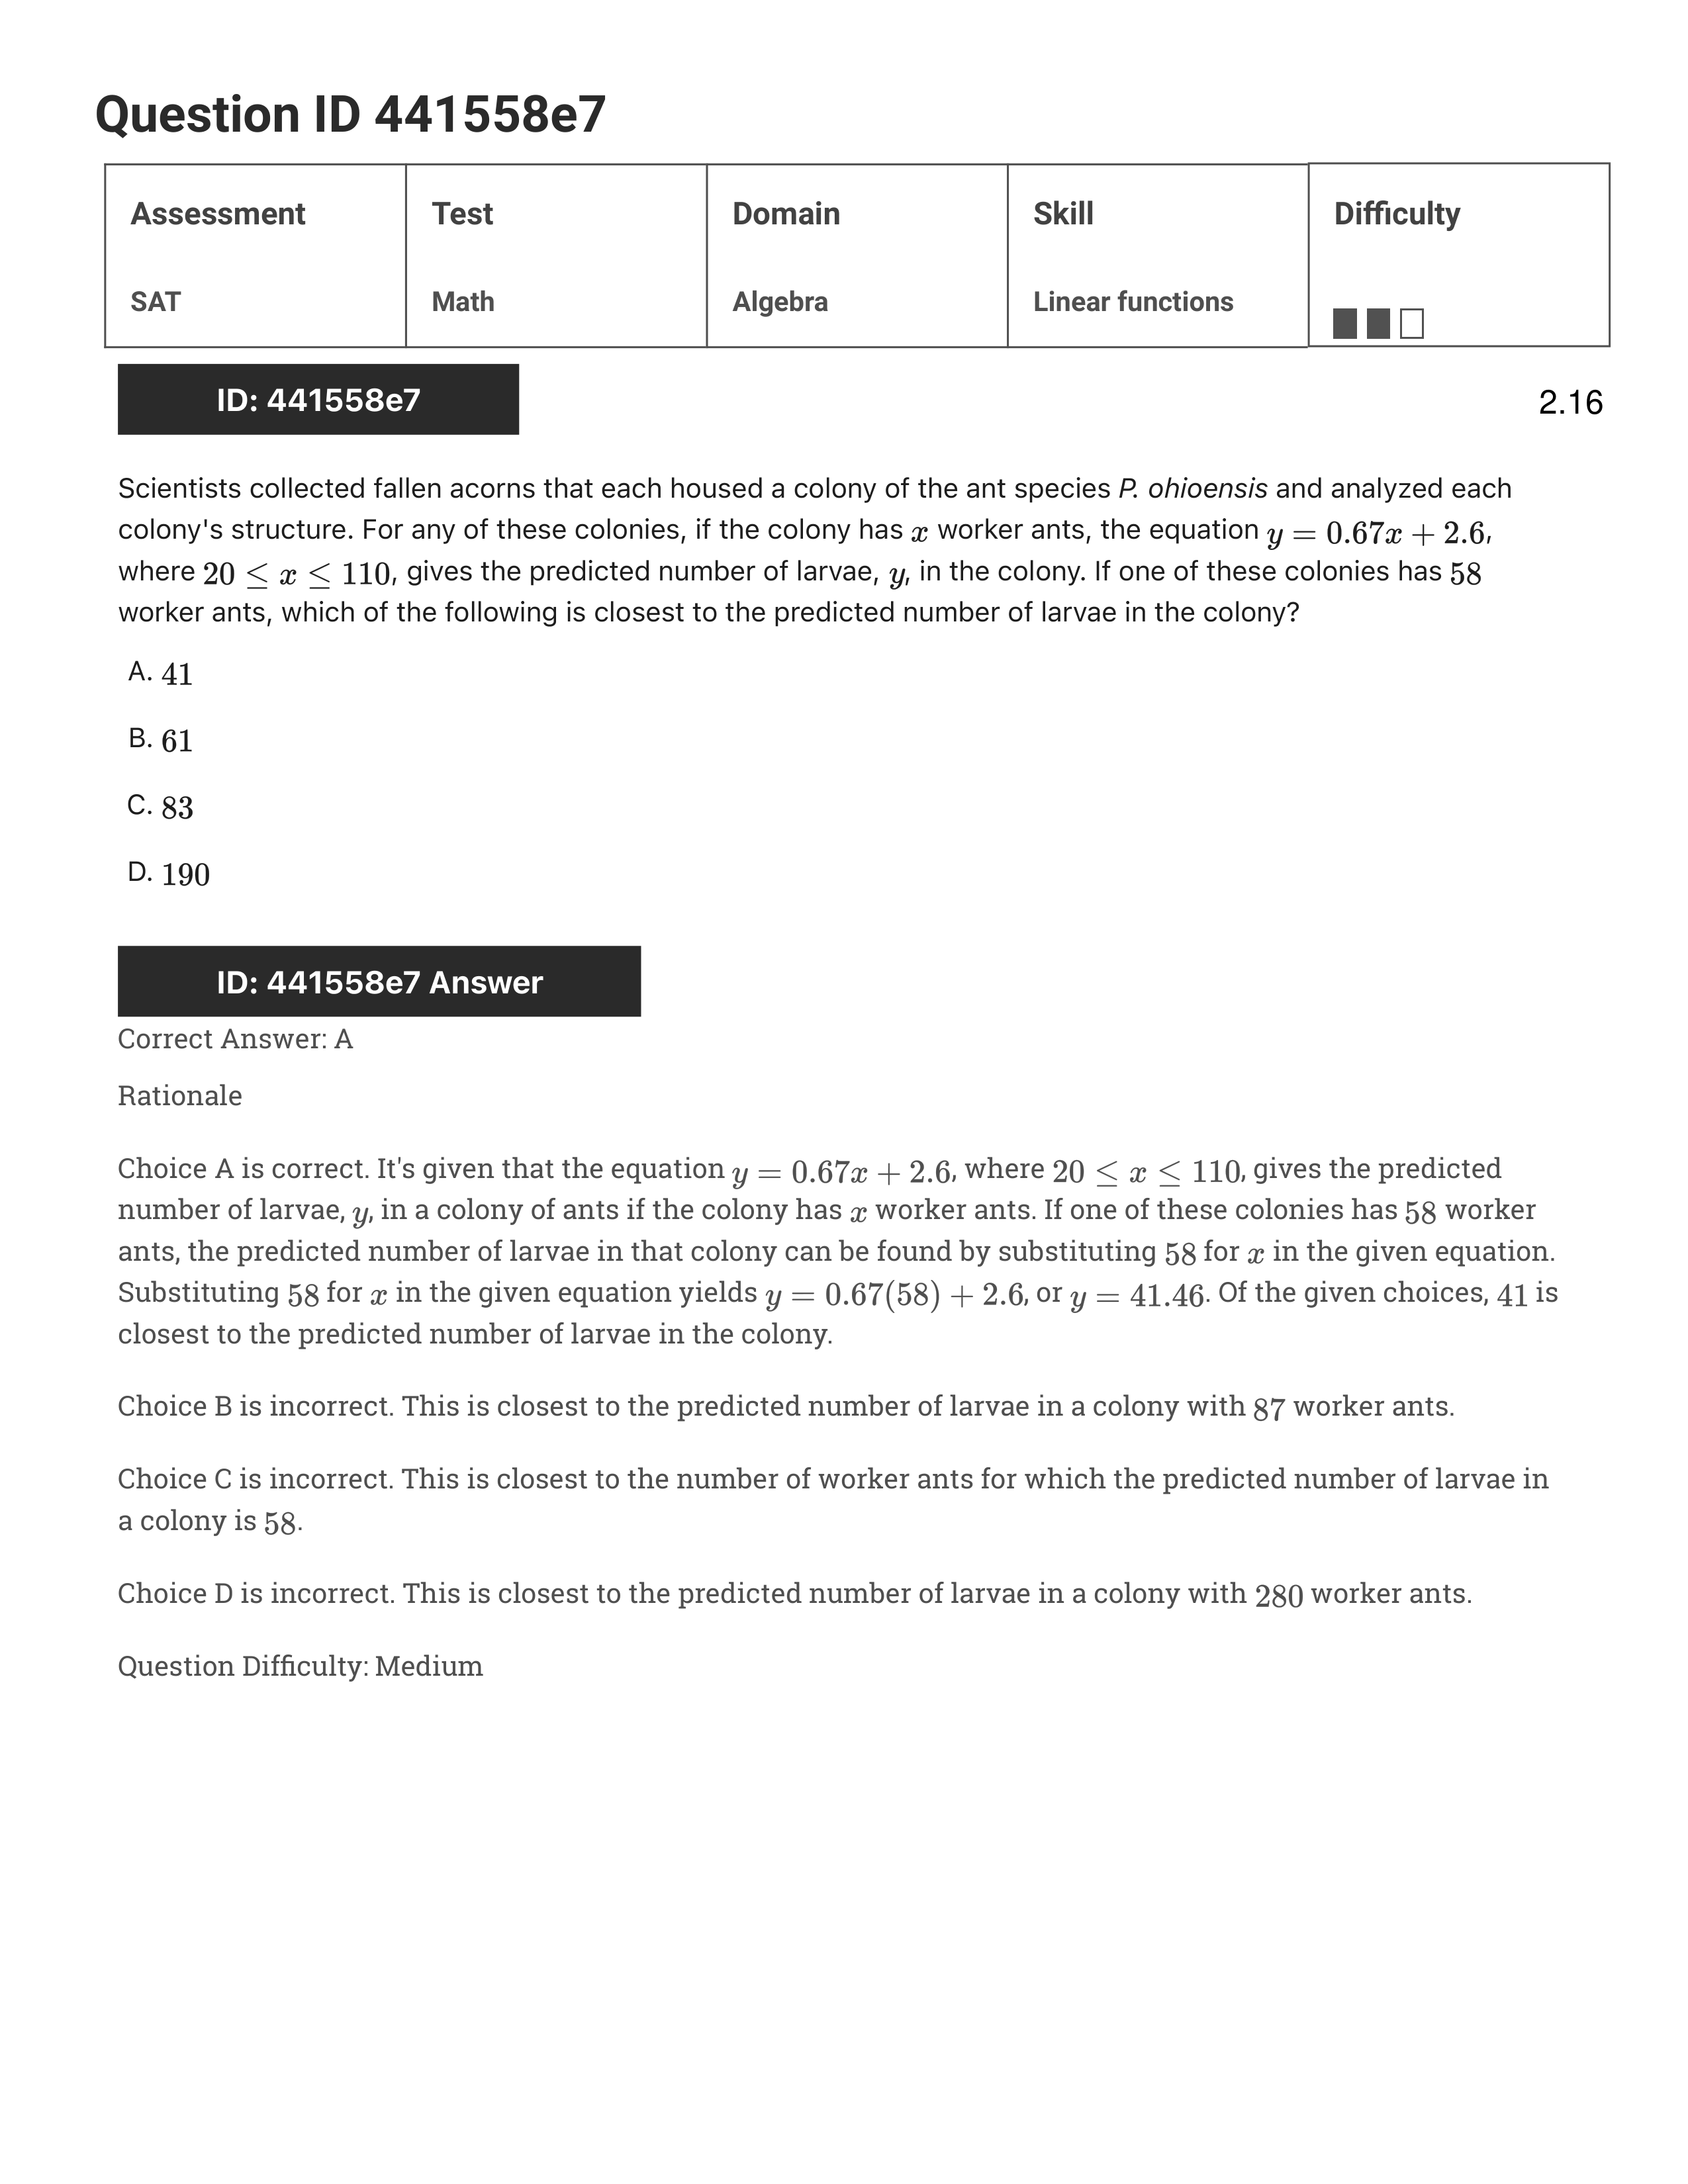 Question ID 441558e7
Assessment Test Domain Skill Difficulty
SAT Math Algebra Linear functions
ID: 441558e7
2.16
Scientists collected fallen acorns that each housed a colony of the ant species P. ohioensis and analyzed each
colony's structure. For any of these colonies, if the colony has x worker ants, the equation y = 0.67x + 2.6,
where 20 ≤ x ≤ 110, gives the predicted number of larvae, y, in the colony. If one of these colonies has 58
worker ants, which of the following is closest to the predicted number of larvae in the colony?
A. 41
B. 61
C. 83
D. 190
ID: 441558e7 Answer
Correct Answer: A
Rationale
Choice A is correct. It's given that the equation y = 0.67x + 2.6, where 20 ≤ x ≤ 110, gives the predicted
number of larvae, y, in a colony of ants if the colony has x worker ants. If one of these colonies has 58 worker
ants, the predicted number of larvae in that colony can be found by substituting 58 for x in the given equation.
Substituting 58 for x in the given equation yields y = 0.67(58) + 2.6, or y = 41.46. Of the given choices, 41 is
closest to the predicted number of larvae in the colony.
Choice B is incorrect. This is closest to the predicted number of larvae in a colony with 87 worker ants.
Choice C is incorrect. This is closest to the number of worker ants for which the predicted number of larvae in
a colony is 58.
Choice D is incorrect. This is closest to the predicted number of larvae in a colony with 280 worker ants.
Question Difficulty: Medium